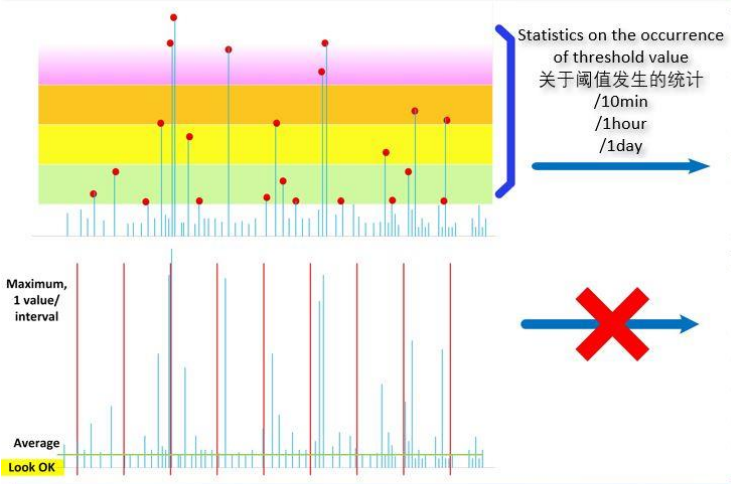 Statistics on the occurrence
of threshold value
关于阈值发生的统计
/10min
/1hour
/1day
Maximum,
1 value/
interval
Average
Look OK